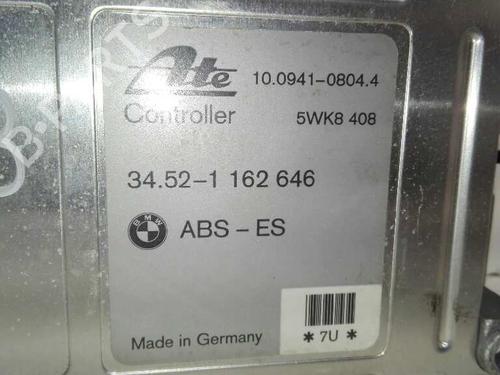 Ate
10.0941-0804.4
Controller
5WK8 408
34.52-1 162 646
BMW
ABS - ES
Made in Germany
* 7U *
B-PARTS